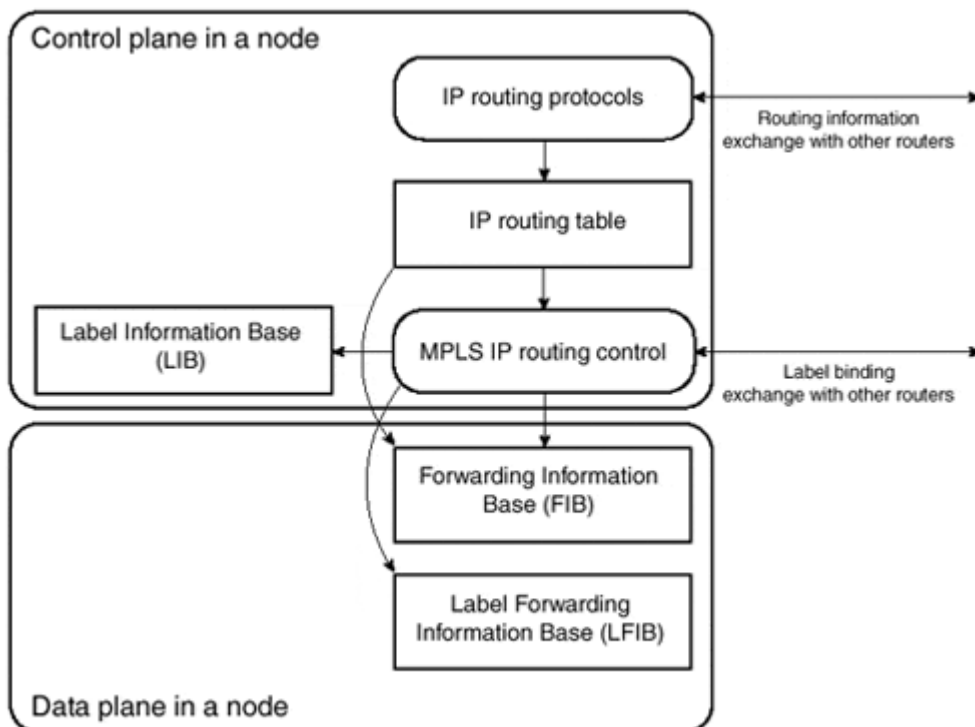 Control plane in a node
IP routing protocols
Routing information
exchange with other routers
IP routing table
Label Information Base
(LIB)
MPLS IP routing control
Label binding
exchange with other routers
Forwarding Information
Base (FIB)
Label Forwarding
Information Base (LFIB)
Data plane in a node